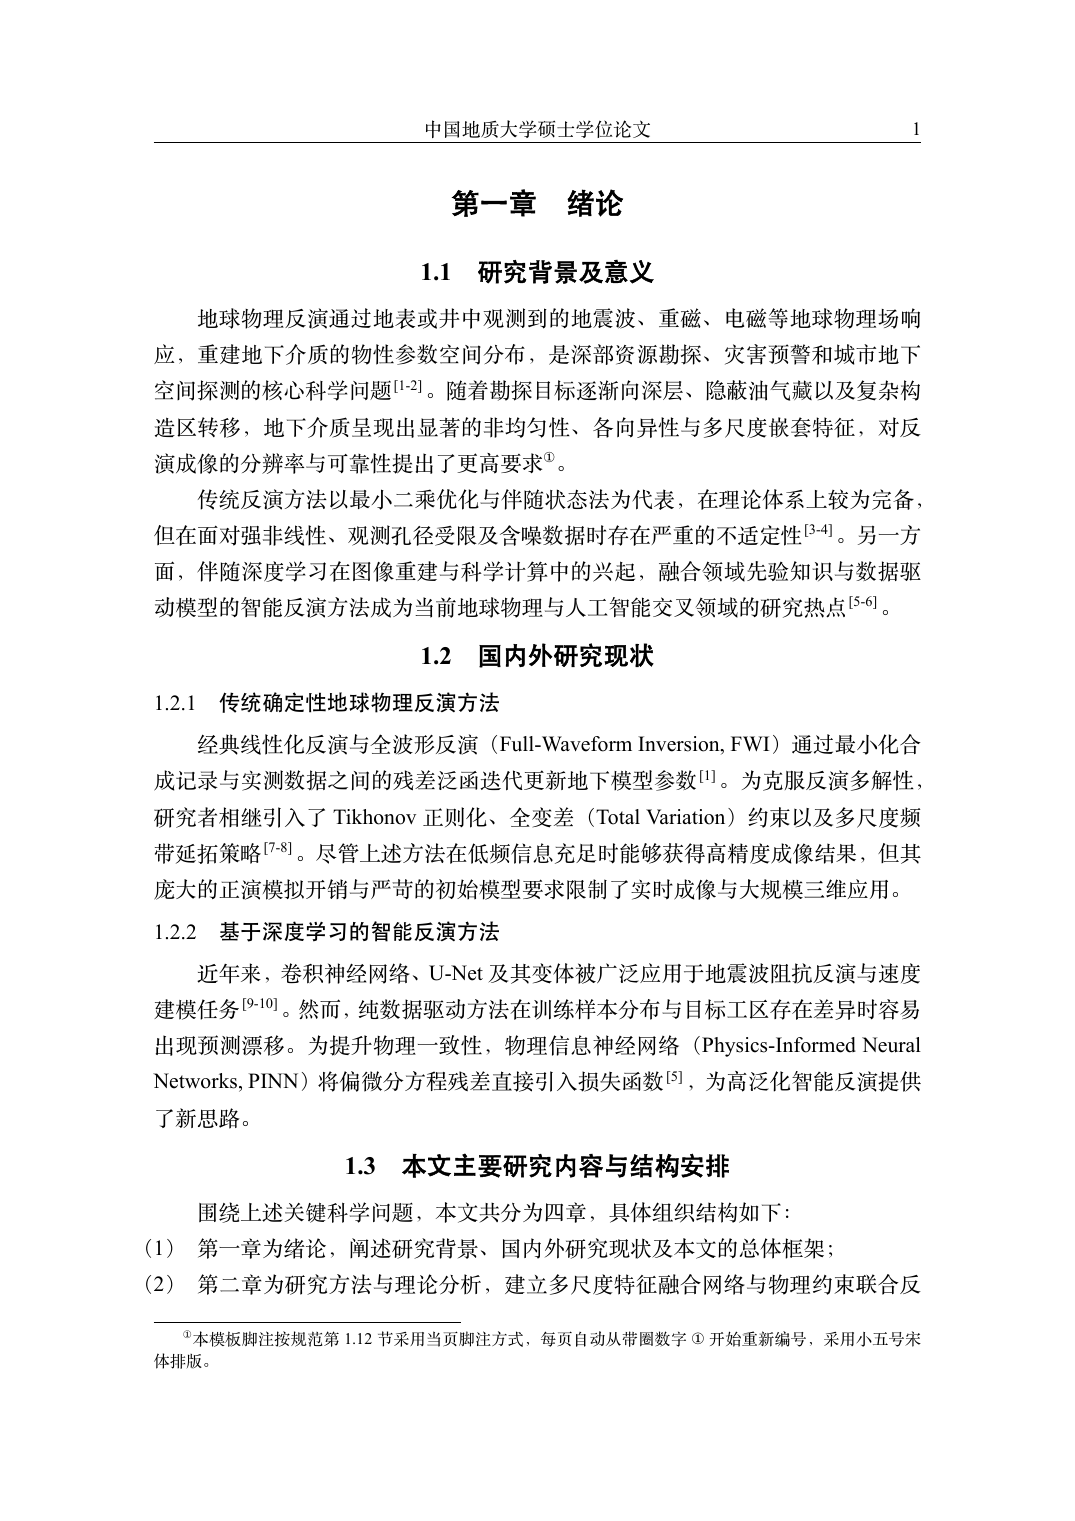 中国地质大学硕士学位论文 1
第一章 绪论
1.1 研究背景及意义
地球物理反演通过地表或井中观测到的地震波、重磁、电磁等地球物理场响
应，重建地下介质的物性参数空间分布，是深部资源勘探、灾害预警和城市地下
空间探测的核心科学问题[1-2]。随着勘探目标逐渐向深层、隐蔽油气藏以及复杂构
造区转移，地下介质呈现出显著的非均匀性、各向异性与多尺度嵌套特征，对反
演成像的分辨率与可靠性提出了更高要求①。
传统反演方法以最小二乘优化与伴随状态法为代表，在理论体系上较为完备，
但在面对强非线性、观测孔径受限及含噪数据时存在严重的不适定性[3-4]。另一方
面，伴随深度学习在图像重建与科学计算中的兴起，融合领域先验知识与数据驱
动模型的智能反演方法成为当前地球物理与人工智能交叉领域的研究热点[5-6]。
1.2 国内外研究现状
1.2.1 传统确定性地球物理反演方法
经典线性化反演与全波形反演（Full-Waveform Inversion, FWI）通过最小化合
成记录与实测数据之间的残差泛函迭代更新地下模型参数[1]。为克服反演多解性，
研究者相继引入了 Tikhonov 正则化、全变差（Total Variation）约束以及多尺度频
带延拓策略[7-8]。尽管上述方法在低频信息充足时能够获得高精度成像结果，但其
庞大的正演模拟开销与严苛的初始模型要求限制了实时成像与大规模三维应用。
1.2.2 基于深度学习的智能反演方法
近年来，卷积神经网络、U-Net 及其变体被广泛应用于地震波阻抗反演与速度
建模任务[9-10]。然而，纯数据驱动方法在训练样本分布与目标工区存在差异时容易
出现预测漂移。为提升物理一致性，物理信息神经网络（Physics-Informed Neural
Networks, PINN）将偏微分方程残差直接引入损失函数[5]，为高泛化智能反演提供
了新思路。
1.3 本文主要研究内容与结构安排
围绕上述关键科学问题，本文共分为四章，具体组织结构如下：
（1） 第一章为绪论，阐述研究背景、国内外研究现状及本文的总体框架；
（2） 第二章为研究方法与理论分析，建立多尺度特征融合网络与物理约束联合反
①本模板脚注按规范第 1.12 节采用当页脚注方式，每页自动从带圈数字 ① 开始重新编号，采用小五号宋
体排版。